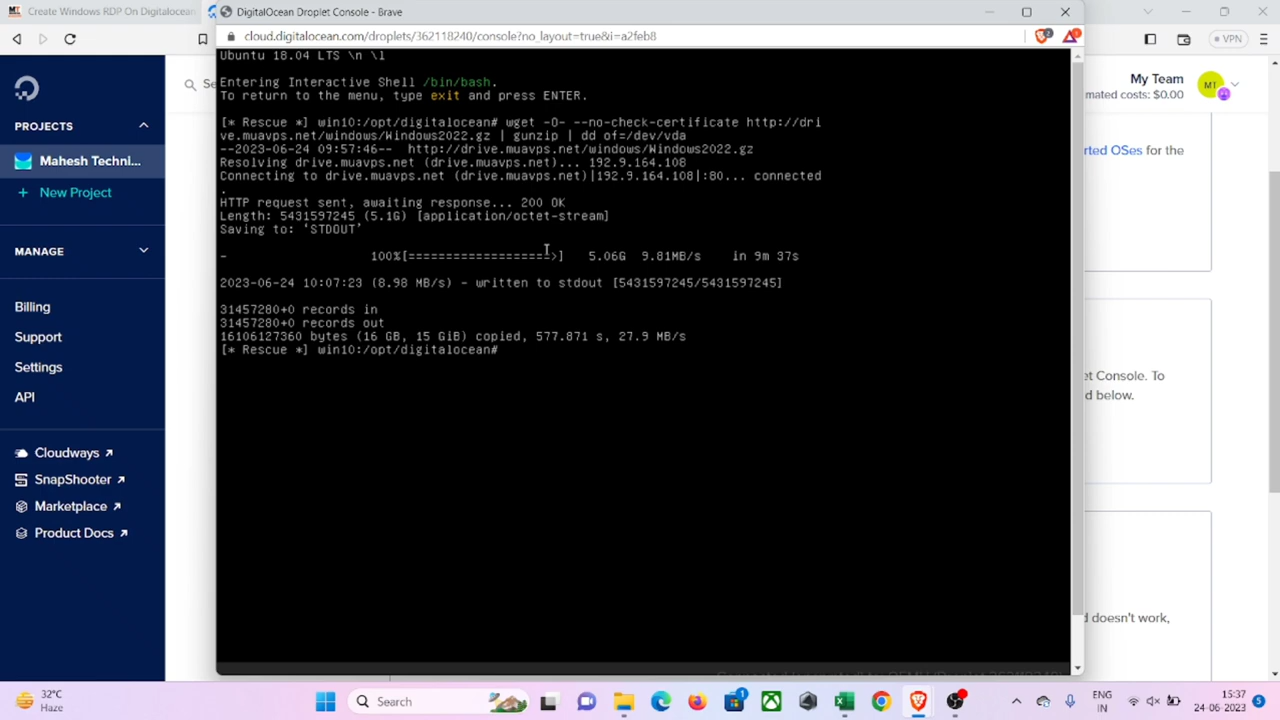 Create Windows RDP On Digitalocean
DigitalOcean Droplet Console - Brave
cloud.digitalocean.com/droplets/362118240/console?no_layout=true&i=a2feb8
VPN
Se
My Team
mated costs: $0.00
MT
PROJECTS
Mahesh Techni...
+ New Project
MANAGE
Billing
Support
Settings
API
Cloudways
SnapShooter
Marketplace
Product Docs
Ubuntu 18.04 LTS \n \l
Entering Interactive Shell /bin/bash.
To return to the menu, type exit and press ENTER.
[* Rescue *] win10:/opt/digitalocean# wget -O- --no-check-certificate http://dri
ve.muavps.net/windows/Windows2022.gz | gunzip | dd of=/dev/vda
--2023-06-24 09:57:46-- http://drive.muavps.net/windows/Windows2022.gz
Resolving drive.muavps.net (drive.muavps.net)... 192.9.164.108
Connecting to drive.muavps.net (drive.muavps.net)|192.9.164.108|:80... connected
.
HTTP request sent, awaiting response... 200 OK
Length: 5431597245 (5.1G) [application/octet-stream]
Saving to: ‘STDOUT’
- 100%[===================>] 5.06G 9.81MB/s in 9m 37s
2023-06-24 10:07:23 (8.98 MB/s) - written to stdout [5431597245/5431597245]
31457280+0 records in
31457280+0 records out
16106127360 bytes (16 GB, 15 GiB) copied, 577.871 s, 27.9 MB/s
[* Rescue *] win10:/opt/digitalocean#
rted OSes for the
et Console. To
d below.
d doesn't work,
32°C
Haze
Search
ENG
IN
15:37
24-06-2023